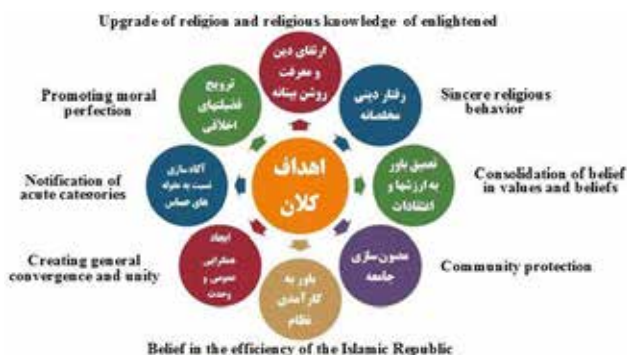 Upgrade of religion and religious knowledge of enlightened
ارتقای دین
و معرفت
روشن بینانه
Sincere religious
behavior
رفتار دینی
مخلصانه
Consolidation of belief
in values and beliefs
تعمیق باور
به ارزشها و
اعتقادات
Community protection
مصون‌سازی
جامعه
Belief in the efficiency of the Islamic Republic
باور به
کارآمدی
نظام
Creating general
convergence and unity
ایجاد
همگرایی
عمومی و
وحدت
Notification of
acute categories
آگاه سازی
نسبت به مقوله
های حساس
Promoting moral
perfection
ترویج
فضیلتهای
اخلاقی
اهداف
کلان